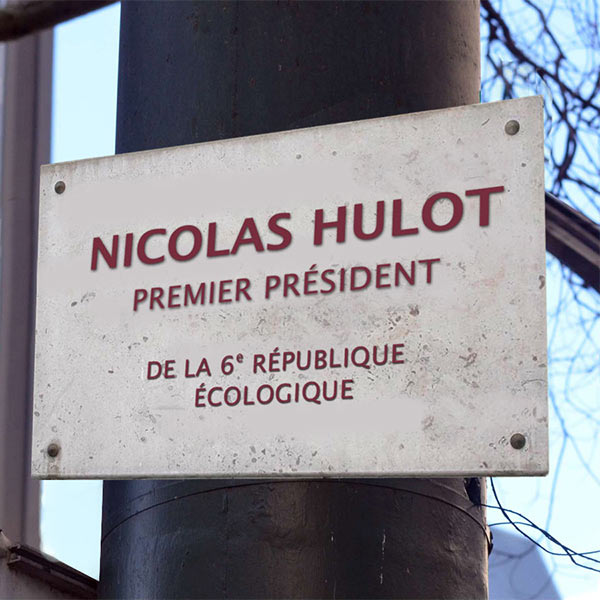 NICOLAS HULOT
PREMIER PRÉSIDENT
DE LA 6e RÉPUBLIQUE
ÉCOLOGIQUE